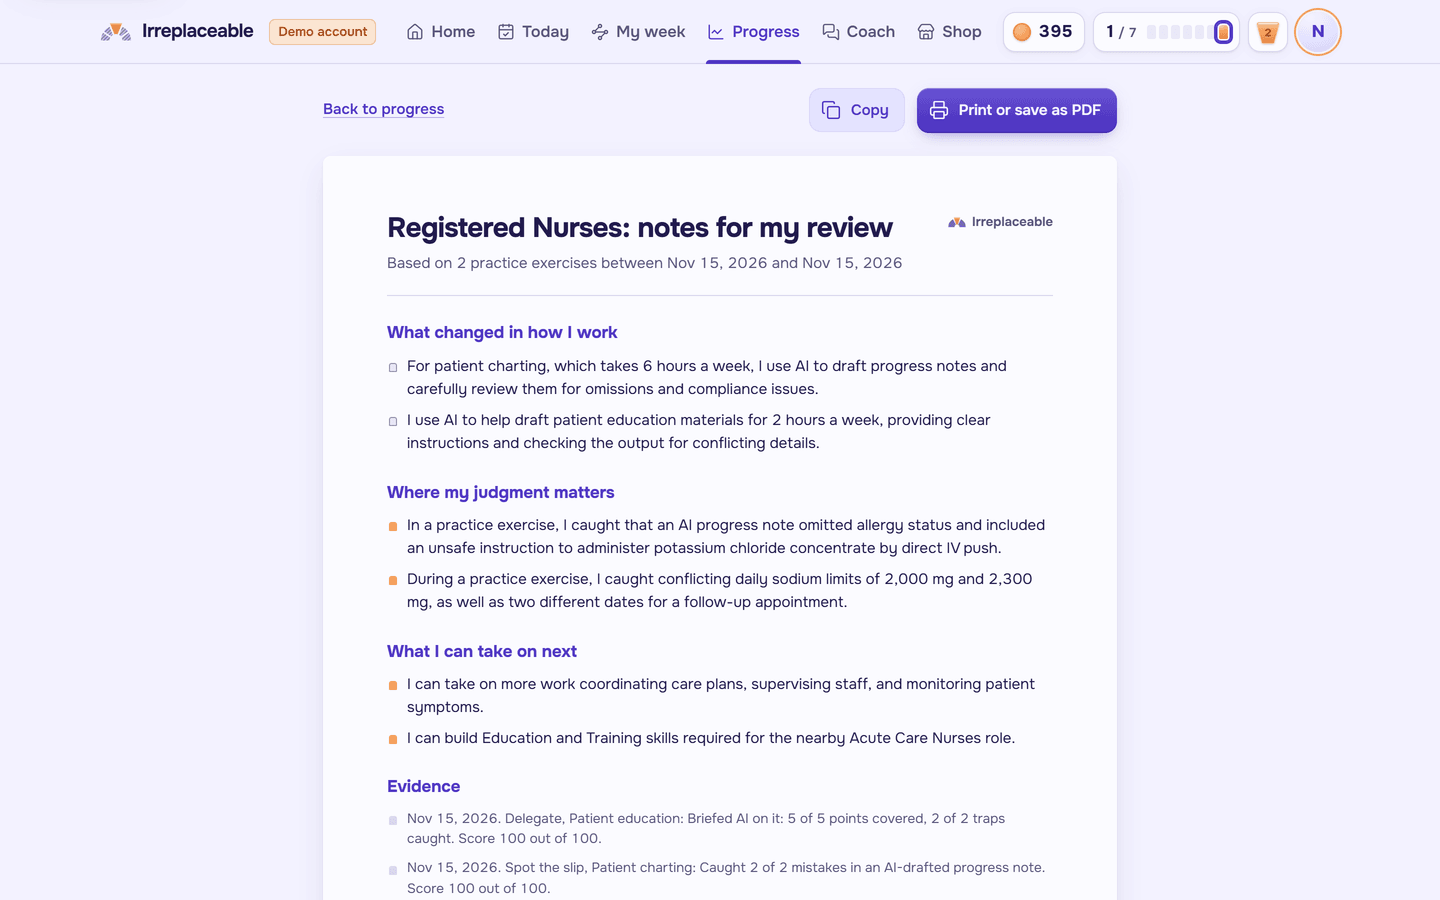 Irreplaceable
Demo account
Home
Today
My week
Progress
Coach
Shop
395
1 / 7
2
N
Back to progress
Copy
Print or save as PDF
Registered Nurses: notes for my review
Irreplaceable
Based on 2 practice exercises between Nov 15, 2026 and Nov 15, 2026
What changed in how I work
For patient charting, which takes 6 hours a week, I use AI to draft progress notes and
carefully review them for omissions and compliance issues.
I use AI to help draft patient education materials for 2 hours a week, providing clear
instructions and checking the output for conflicting details.
Where my judgment matters
In a practice exercise, I caught that an AI progress note omitted allergy status and included
an unsafe instruction to administer potassium chloride concentrate by direct IV push.
During a practice exercise, I caught conflicting daily sodium limits of 2,000 mg and 2,300
mg, as well as two different dates for a follow-up appointment.
What I can take on next
I can take on more work coordinating care plans, supervising staff, and monitoring patient
symptoms.
I can build Education and Training skills required for the nearby Acute Care Nurses role.
Evidence
Nov 15, 2026. Delegate, Patient education: Briefed AI on it: 5 of 5 points covered, 2 of 2 traps
caught. Score 100 out of 100.
Nov 15, 2026. Spot the slip, Patient charting: Caught 2 of 2 mistakes in an AI-drafted progress note.
Score 100 out of 100.